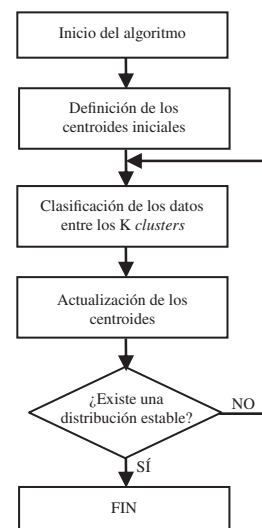 Inicio del algoritmo
Definición de los
centroides iniciales
Clasificación de los datos
entre los K clusters
Actualización de los
centroides
¿Existe una
distribución estable?
NO
SÍ
FIN